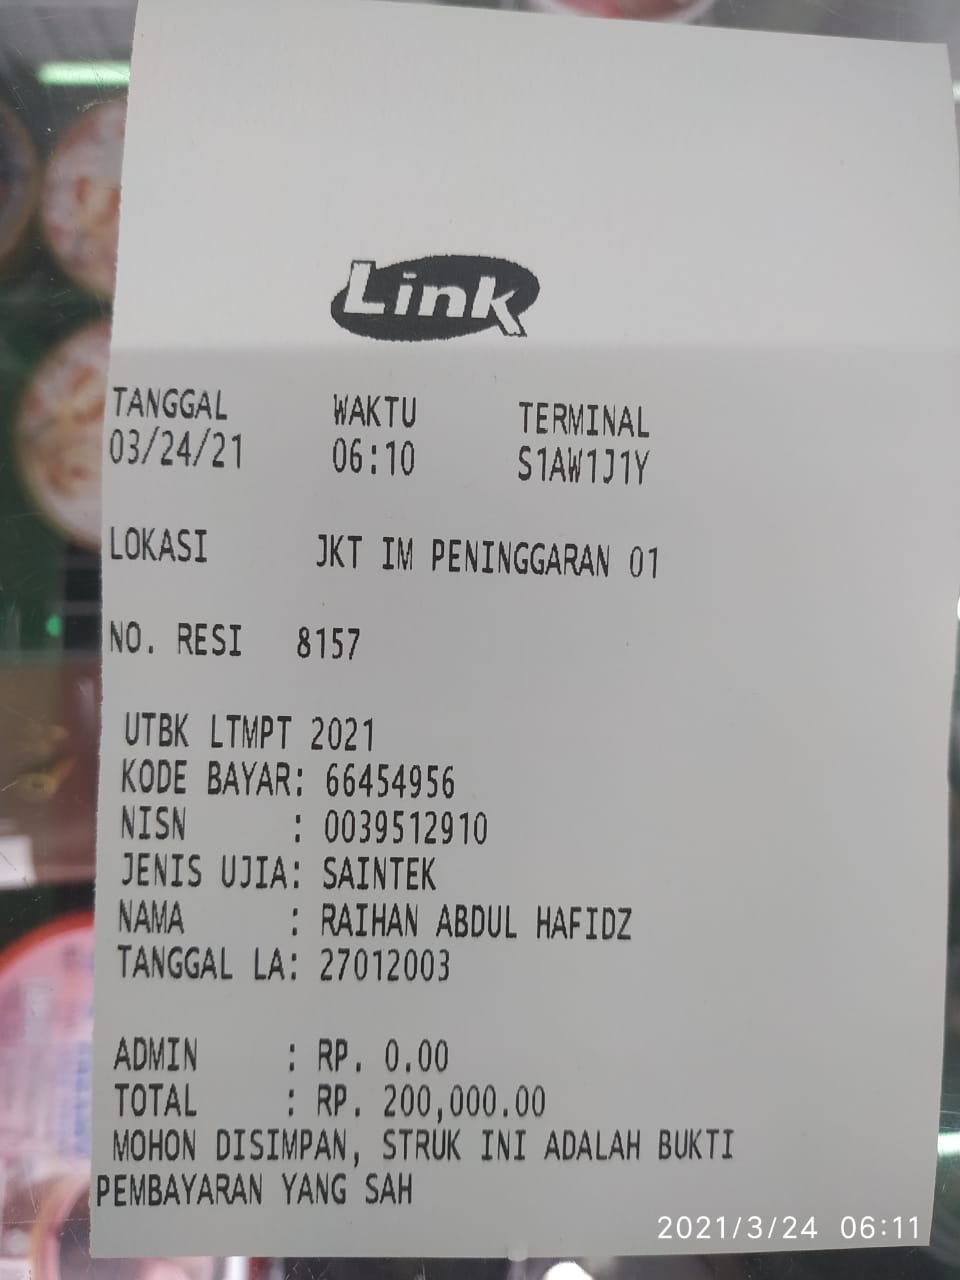 Link
TANGGAL WAKTU TERMINAL
03/24/21 06:10 S1AW1J1Y
LOKASI JKT IM PENINGGARAN 01
NO. RESI 8157
UTBK LTMPT 2021
KODE BAYAR: 66454956
NISN : 0039512910
JENIS UJIA: SAINTEK
NAMA : RAIHAN ABDUL HAFIDZ
TANGGAL LA: 27012003
ADMIN : RP. 0.00
TOTAL : RP. 200,000.00
MOHON DISIMPAN, STRUK INI ADALAH BUKTI
PEMBAYARAN YANG SAH
2021/3/24 06:11